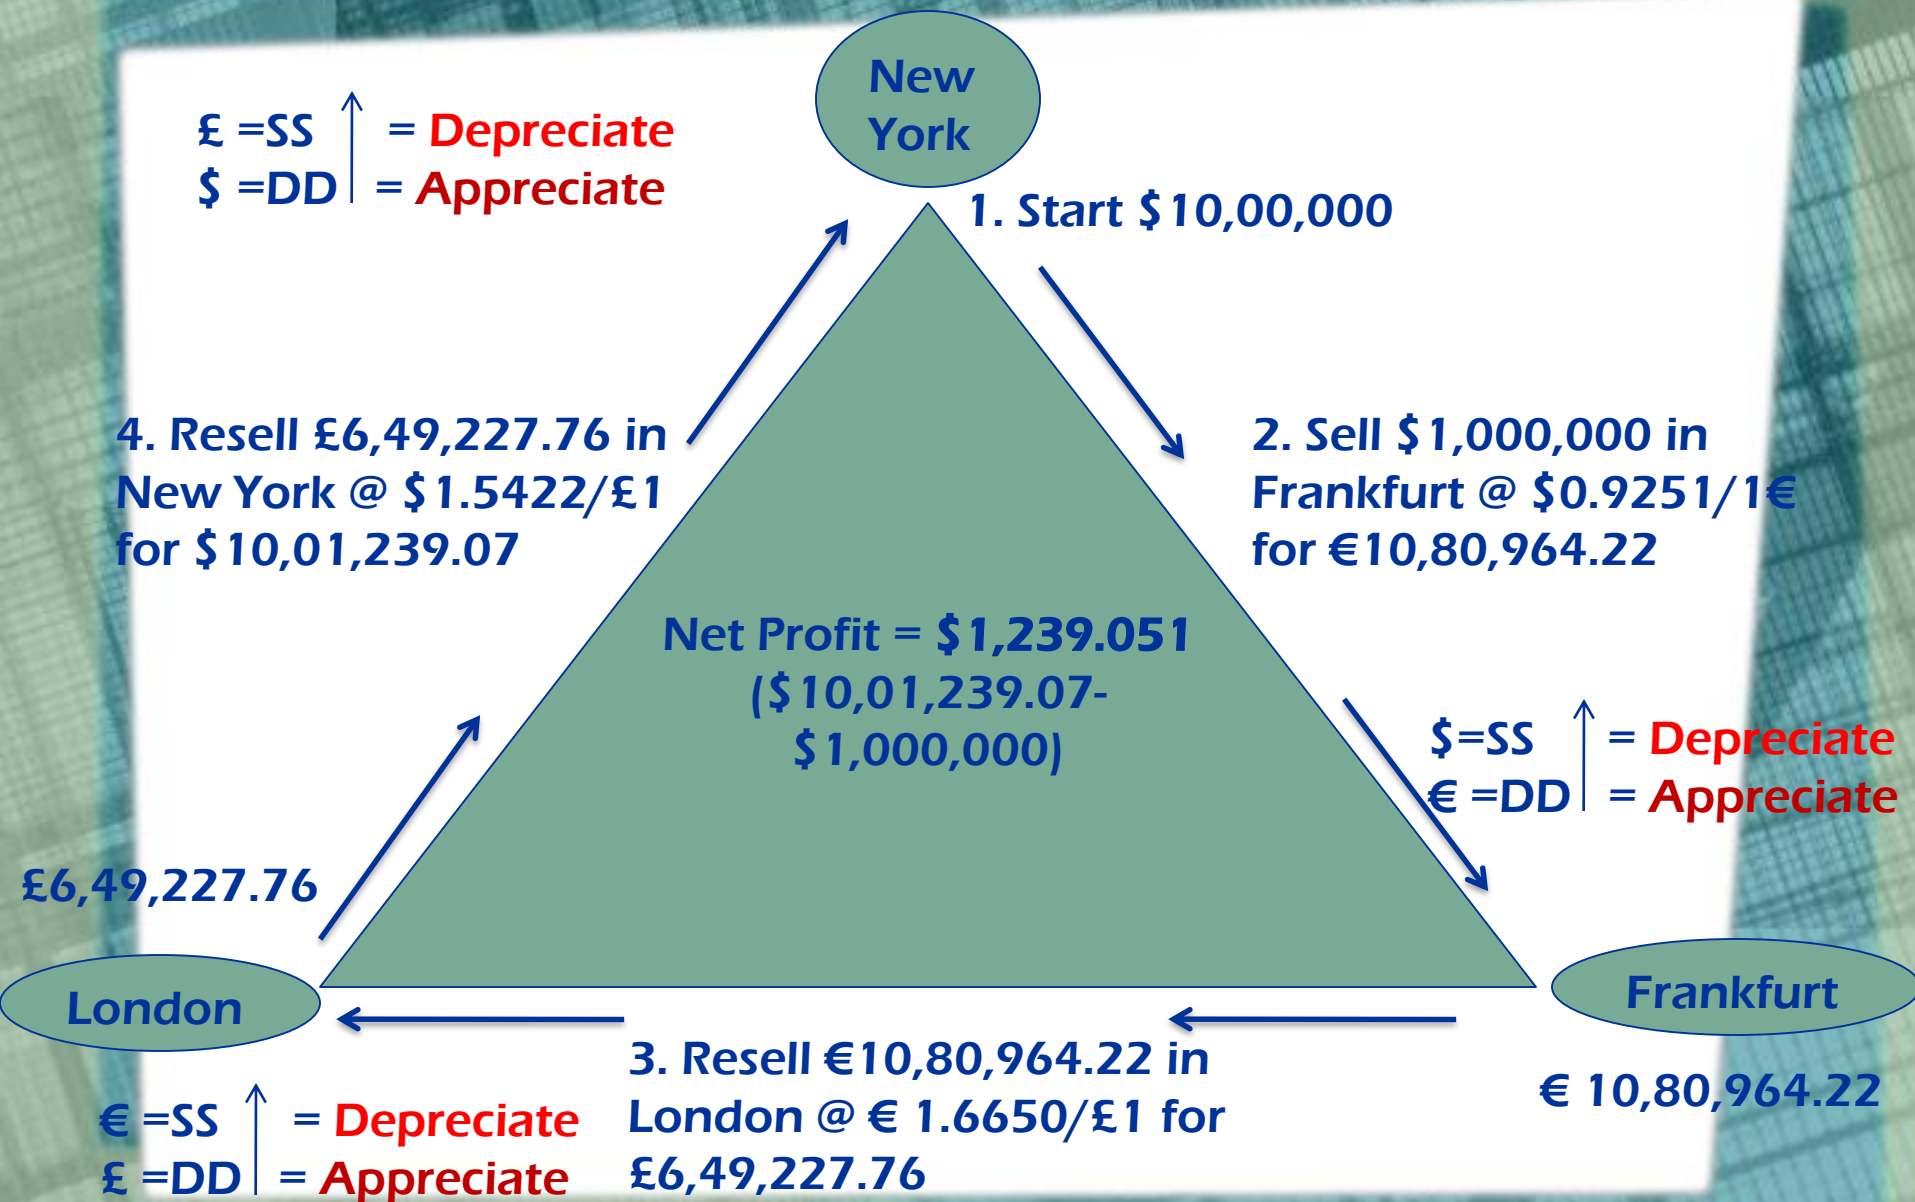 New
York
£ =SS = Depreciate
$ =DD = Appreciate
1. Start $10,00,000
4. Resell £6,49,227.76 in
New York @ $1.5422/£1
for $10,01,239.07
2. Sell $1,000,000 in
Frankfurt @ $0.9251/1€
for €10,80,964.22
Net Profit = $1,239.051
($10,01,239.07-
$1,000,000)
$=SS = Depreciate
€ =DD = Appreciate
£6,49,227.76
London
Frankfurt
3. Resell €10,80,964.22 in
London @ € 1.6650/£1 for
£6,49,227.76
€ 10,80,964.22
€ =SS = Depreciate
£ =DD = Appreciate